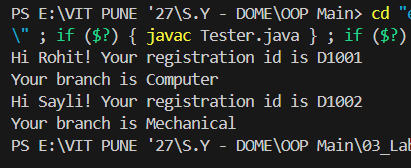 PS E:\VIT PUNE '27\S.Y - DOME\OOP Main> cd "e
\" ; if ($?) { javac Tester.java } ; if ($?)
Hi Rohit! Your registration id is D1001
Your branch is Computer
Hi Sayli! Your registration id is D1002
Your branch is Mechanical
PS E:\VIT PUNE '27\S.Y - DOME\OOP Main\03_Lab